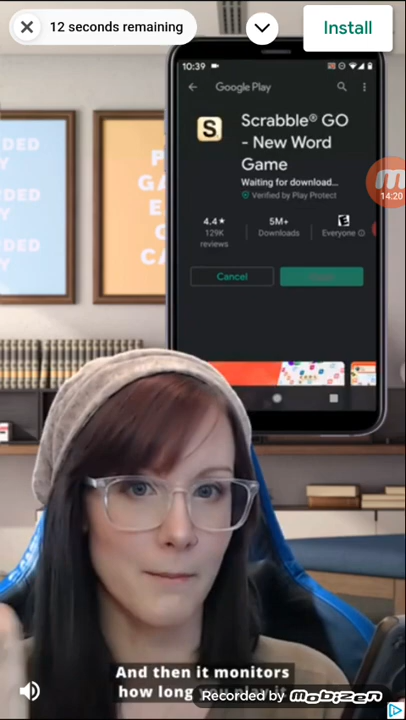 12 seconds remaining
Install
10:39
Google Play
Scrabble® GO
- New Word
Game
Waiting for download...
Verified by Play Protect
4.4★
129K
reviews
5M+
Downloads
E
Everyone
14:20
Cancel
S
And then it monitors
how long
Recorded by mobizen